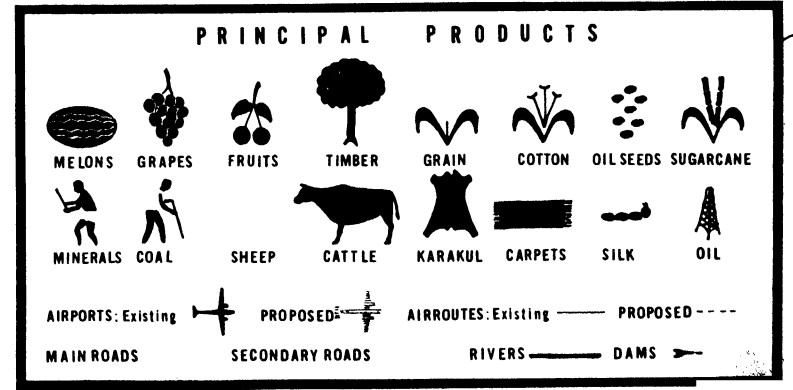 PRINCIPAL PRODUCTS
MELONS GRAPES FRUITS TIMBER GRAIN COTTON OIL SEEDS SUGARCANE
MINERALS COAL SHEEP CATTLE KARAKUL CARPETS SILK OIL
AIRPORTS: Existing PROPOSED AIRROUTES: Existing PROPOSED
MAIN ROADS SECONDARY ROADS RIVERS DAMS